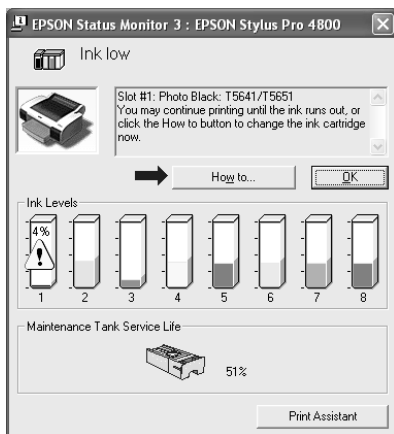 EPSON Status Monitor 3 : EPSON Stylus Pro 4800
Ink low
Slot #1: Photo Black: T5641/T5651
You may continue printing until the ink runs out, or
click the How to button to change the ink cartridge
now.
How to...
OK
Ink Levels
4%
1 2 3 4 5 6 7 8
Maintenance Tank Service Life
51%
Print Assistant